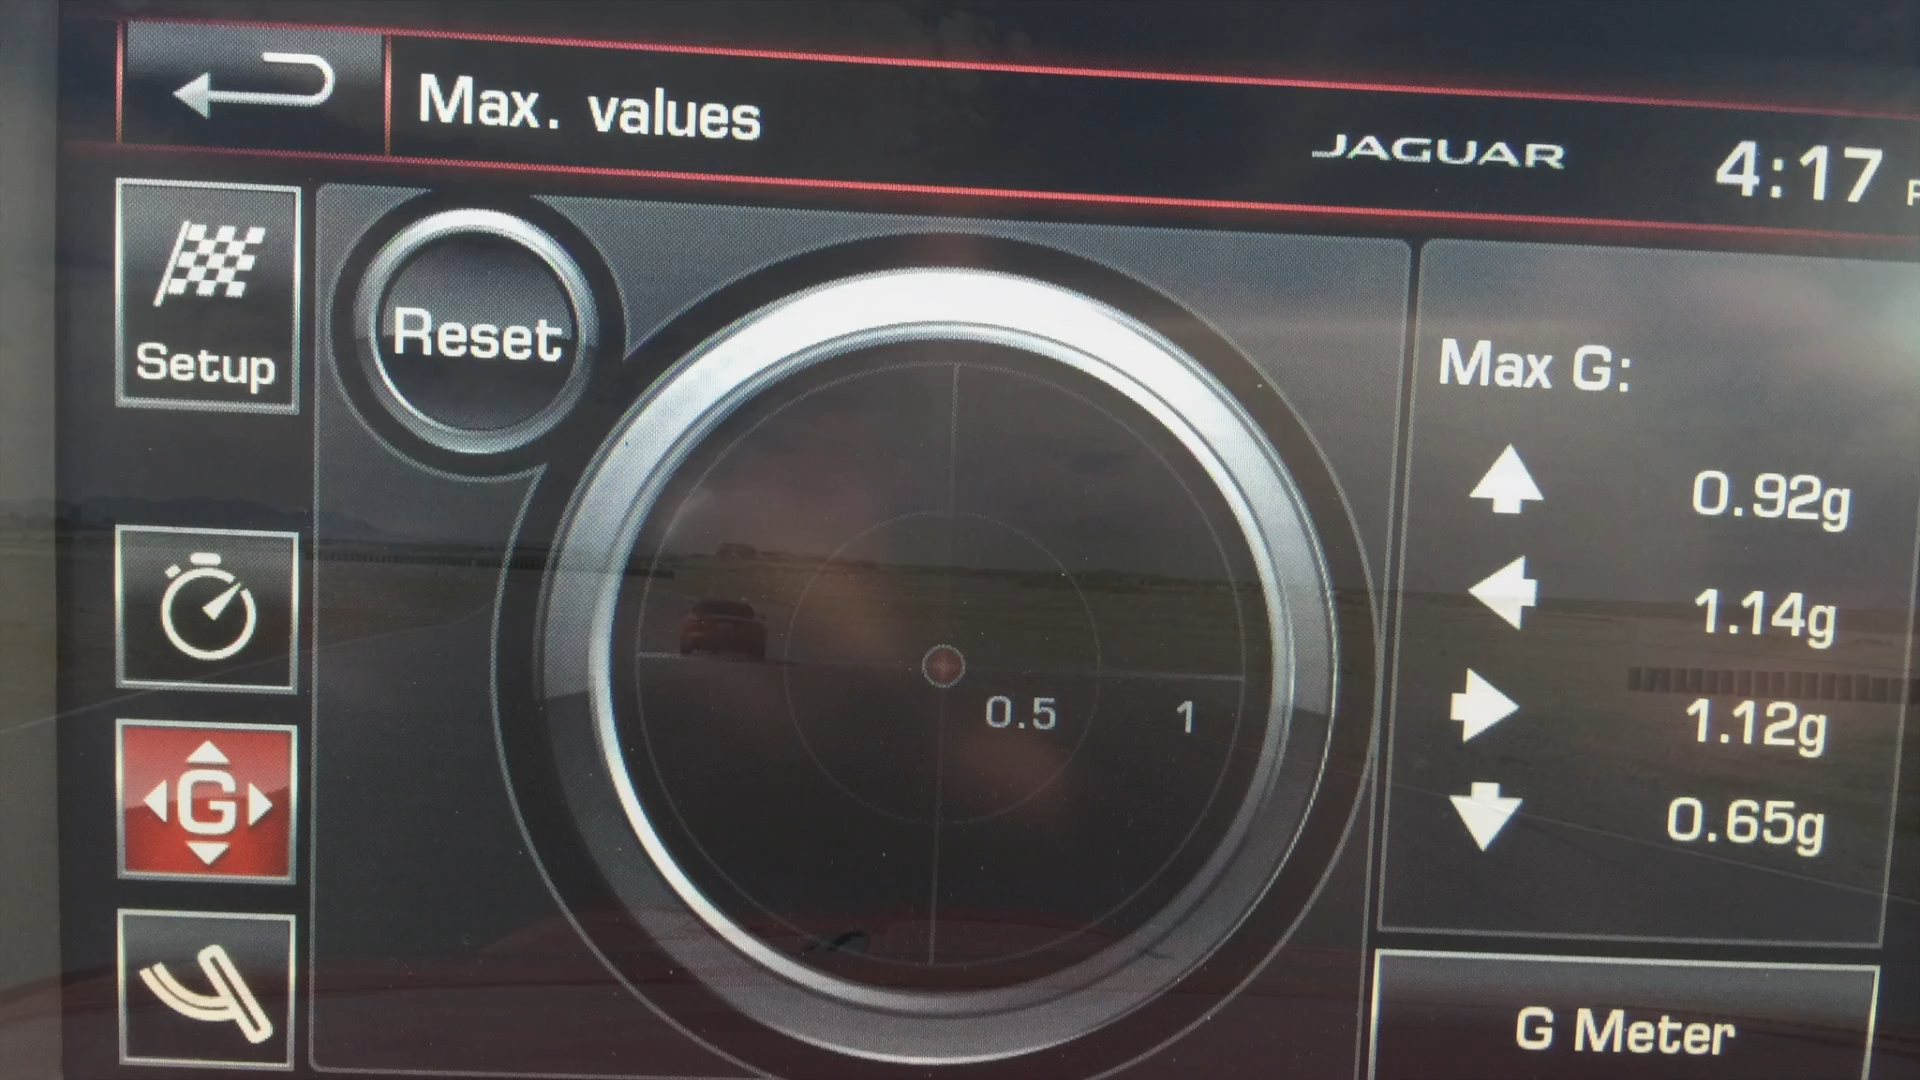 Max. values
JAGUAR
4:17
Setup
Reset
Max G:
0.92g
1.14g
1.12g
0.65g
0.5
1
G
G Meter